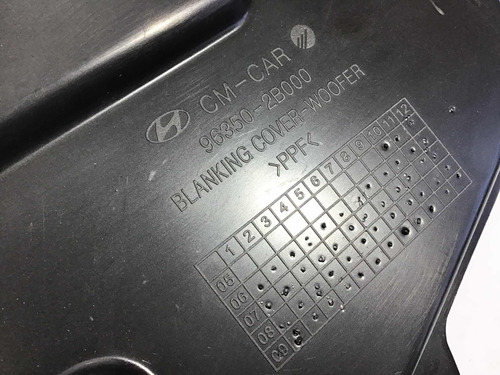 CM-CAR
96350-2B000
BLANKING COVER-WOOFER
>PPF<
1 2 3 4 5 6 7 8 9 10 11 12
05
06
07
08
09